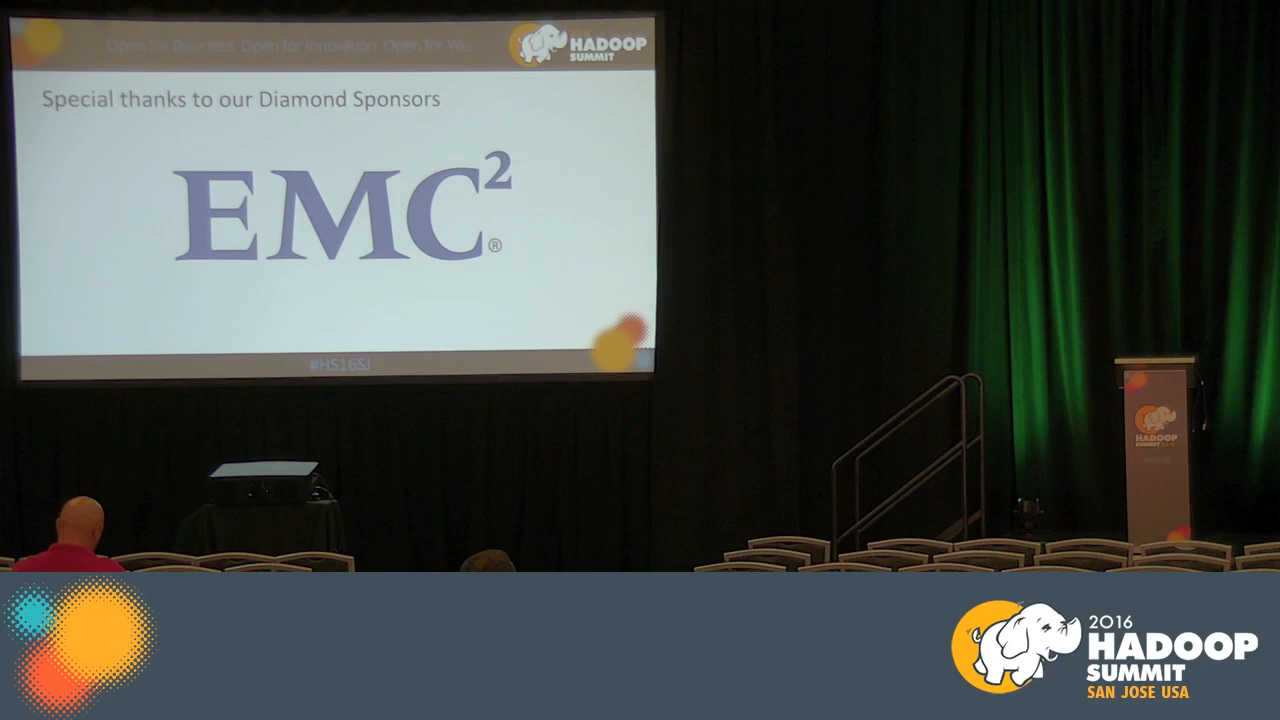 Open for Business. Open for Innovation. Open for You.
2016
HADOOP
SUMMIT
Special thanks to our Diamond Sponsors
EMC²
®
#HS16SJ
HADOOP
SUMMIT
2016
HADOOP
SUMMIT
SAN JOSE USA